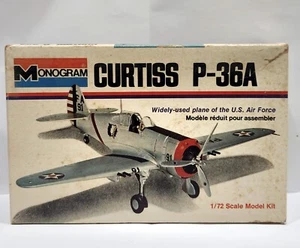 MONOGRAM
CURTISS P-36A
Widely-used plane of the U.S. Air Force
Modèle réduit pour assembler
1/72 Scale Model Kit